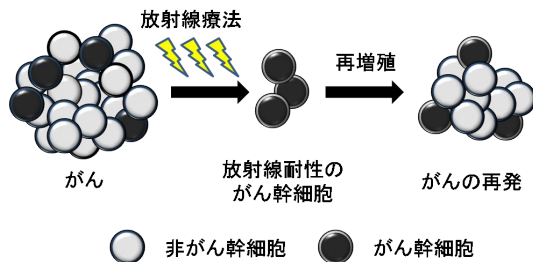 放射線療法
再増殖
がん
放射線耐性の
がん幹細胞
がんの再発
非がん幹細胞
がん幹細胞